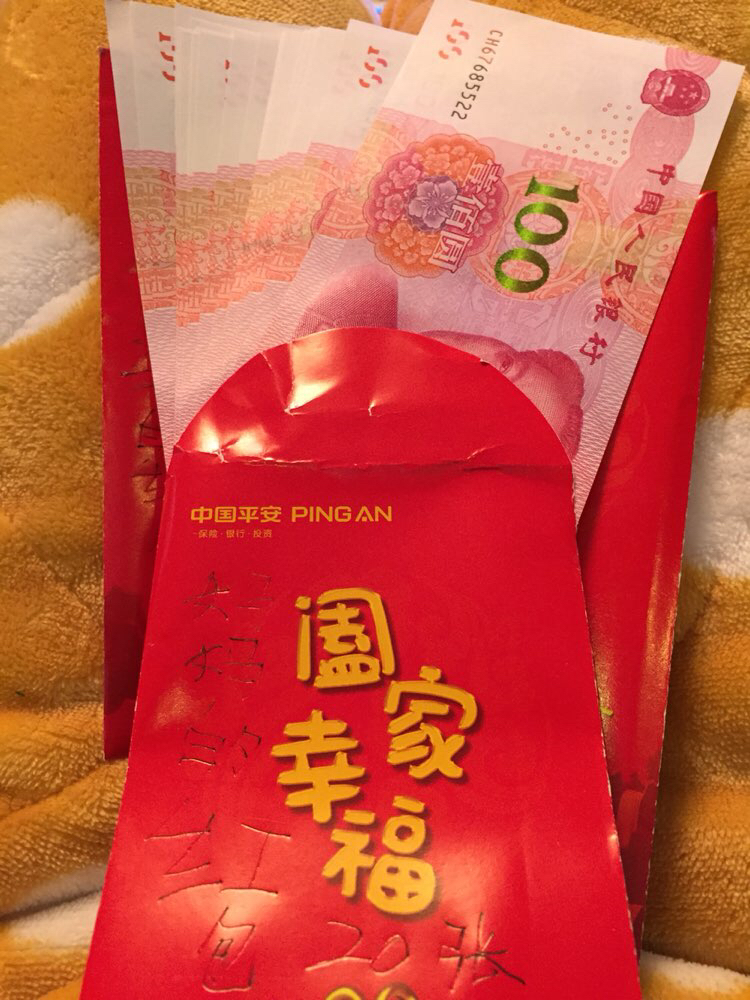 CH67685522
中国人民银行
壹佰圆
100
中国平安 PING AN
保险·银行·投资
阖家
幸福
妈妈的红包 20张